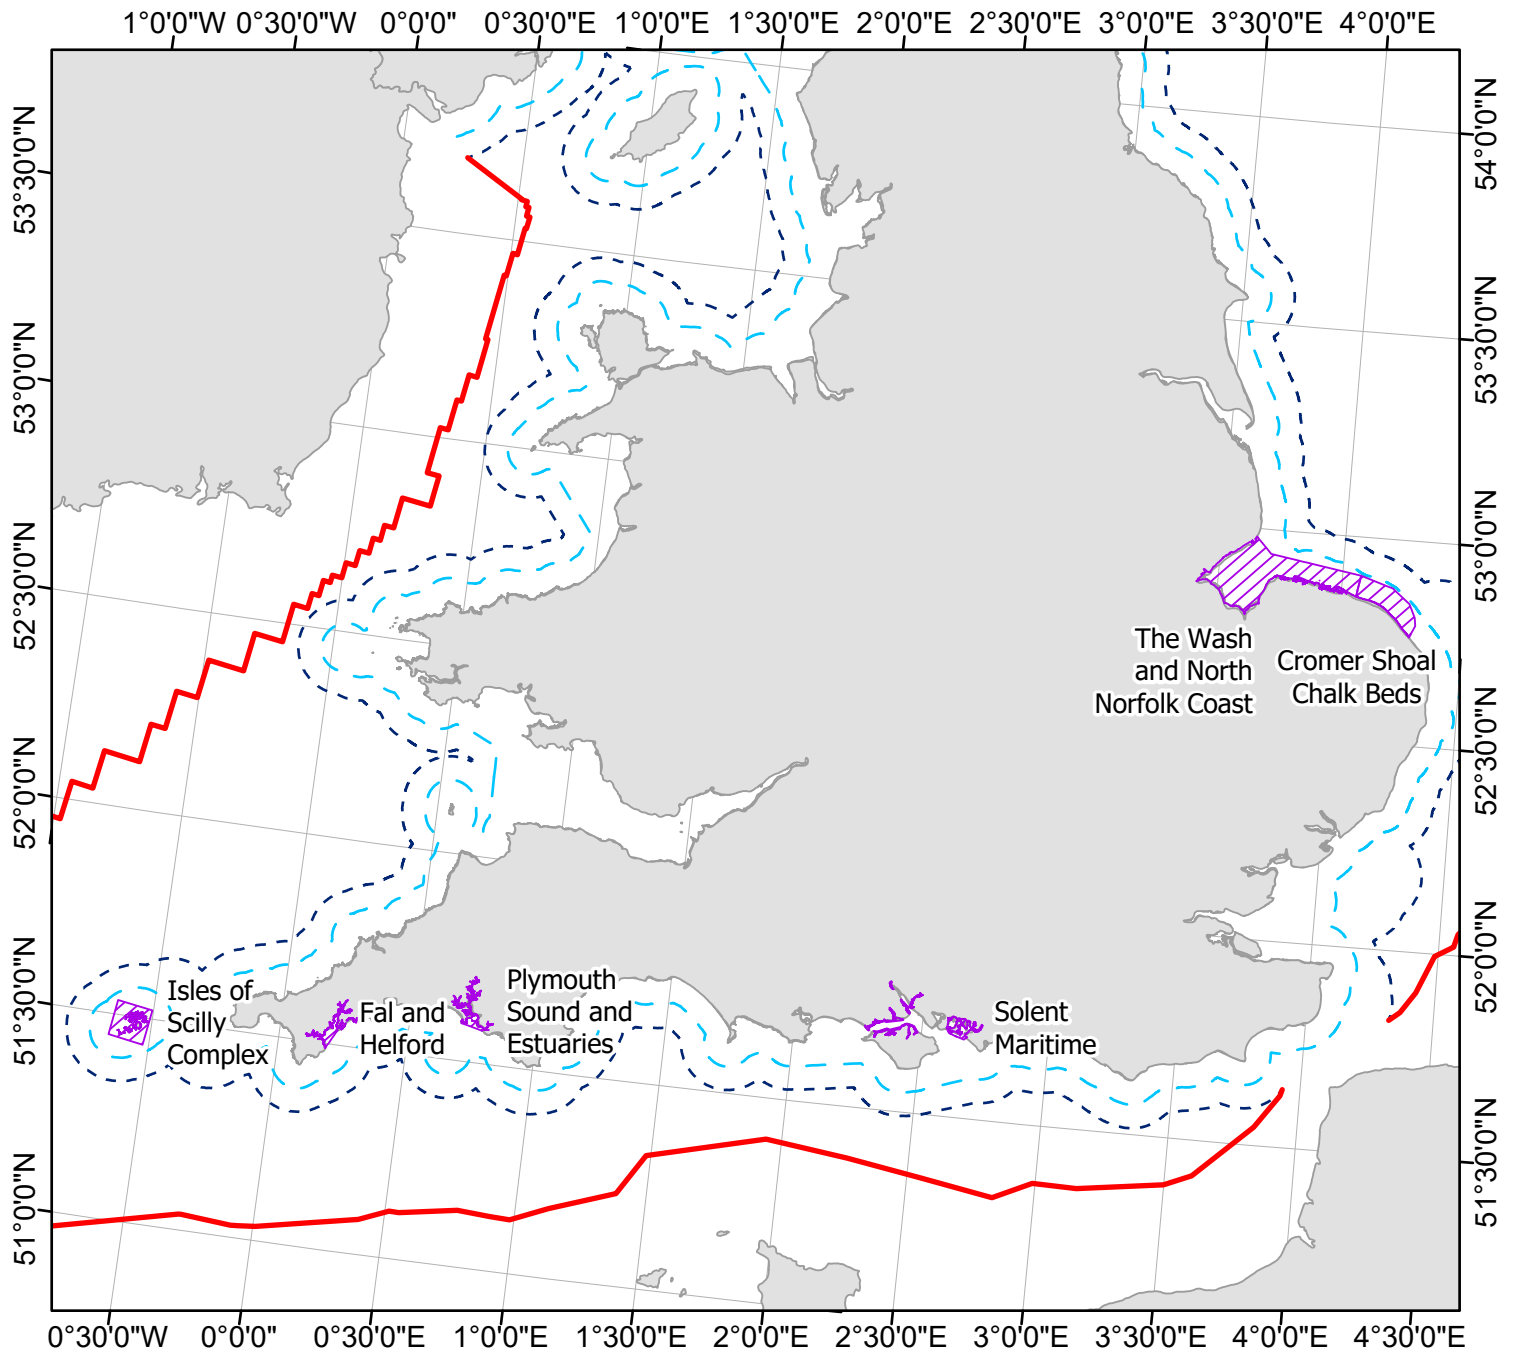 1°0'0"W 0°30'0"W 0°0'0" 0°30'0"E 1°0'0"E 1°30'0"E 2°0'0"E 2°30'0"E 3°0'0"E 3°30'0"E 4°0'0"E
53°30'0"N
53°0'0"N
52°30'0"N
52°0'0"N
51°30'0"N
51°0'0"N
54°0'0"N
53°30'0"N
53°0'0"N
52°30'0"N
52°0'0"N
51°30'0"N
The Wash
and North
Norfolk Coast
Cromer Shoal
Chalk Beds
Isles of
Scilly
Complex
Fal and
Helford
Plymouth
Sound and
Estuaries
Solent
Maritime
0°30'0"W 0°0'0" 0°30'0"E 1°0'0"E 1°30'0"E 2°0'0"E 2°30'0"E 3°0'0"E 3°30'0"E 4°0'0"E 4°30'0"E